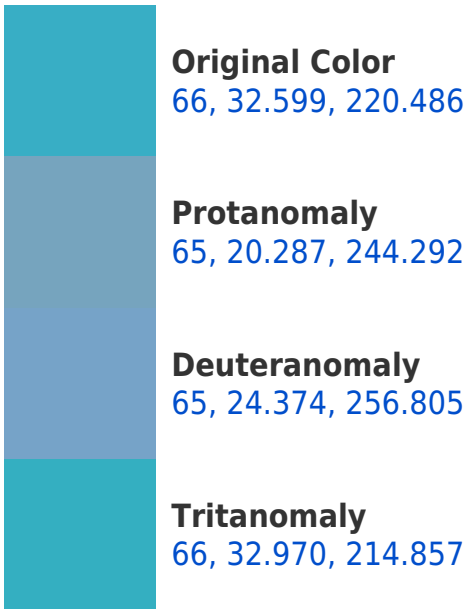 Original Color
66, 32.599, 220.486
Protanomaly
65, 20.287, 244.292
Deuteranomaly
65, 24.374, 256.805
Tritanomaly
66, 32.970, 214.857